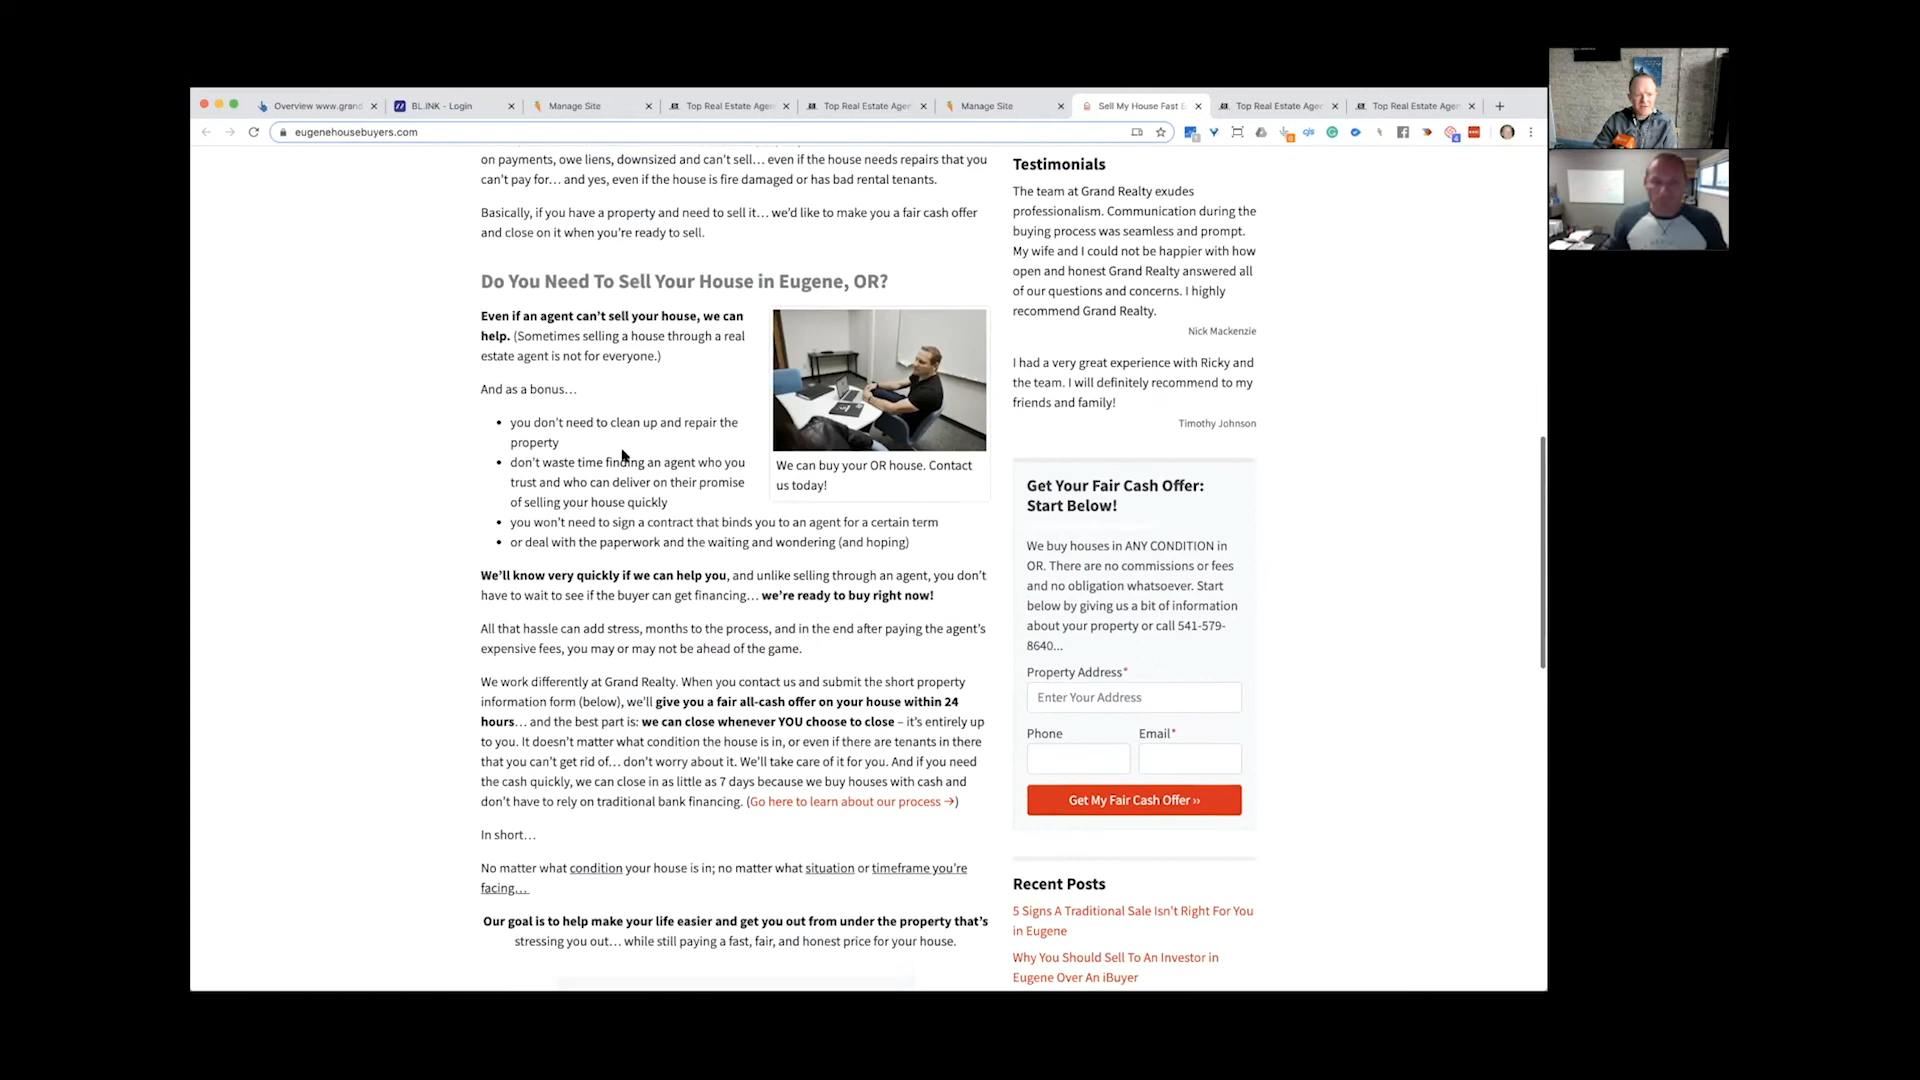 Overview www.grand
BL.INK - Login
Manage Site
Top Real Estate Agen
Top Real Estate Agen
Manage Site
Sell My House Fast E
Top Real Estate Agen
Top Real Estate Agen
eugenehousebuyers.com
on payments, owe liens, downsized and can't sell… even if the house needs repairs that you
can't pay for… and yes, even if the house is fire damaged or has bad rental tenants.
Basically, if you have a property and need to sell it… we'd like to make you a fair cash offer
and close on it when you're ready to sell.
Do You Need To Sell Your House in Eugene, OR?
Even if an agent can't sell your house, we can
help. (Sometimes selling a house through a real
estate agent is not for everyone.)
And as a bonus…
• you don't need to clean up and repair the
property
• don't waste time finding an agent who you
trust and who can deliver on their promise
of selling your house quickly
• you won't need to sign a contract that binds you to an agent for a certain term
• or deal with the paperwork and the waiting and wondering (and hoping)
We can buy your OR house. Contact
us today!
We'll know very quickly if we can help you, and unlike selling through an agent, you don't
have to wait to see if the buyer can get financing… we're ready to buy right now!
All that hassle can add stress, months to the process, and in the end after paying the agent's
expensive fees, you may or may not be ahead of the game.
We work differently at Grand Realty. When you contact us and submit the short property
information form (below), we'll give you a fair all-cash offer on your house within 24
hours… and the best part is: we can close whenever YOU choose to close – it's entirely up
to you. It doesn't matter what condition the house is in, or even if there are tenants in there
that you can't get rid of… don't worry about it. We'll take care of it for you. And if you need
the cash quickly, we can close in as little as 7 days because we buy houses with cash and
don't have to rely on traditional bank financing. (Go here to learn about our process →)
In short…
No matter what condition your house is in; no matter what situation or timeframe you're
facing…
Our goal is to help make your life easier and get you out from under the property that's
stressing you out… while still paying a fast, fair, and honest price for your house.
Testimonials
The team at Grand Realty exudes
professionalism. Communication during the
buying process was seamless and prompt.
My wife and I could not be happier with how
open and honest Grand Realty answered all
of our questions and concerns. I highly
recommend Grand Realty.
Nick Mackenzie
I had a very great experience with Ricky and
the team. I will definitely recommend to my
friends and family!
Timothy Johnson
Get Your Fair Cash Offer:
Start Below!
We buy houses in ANY CONDITION in
OR. There are no commissions or fees
and no obligation whatsoever. Start
below by giving us a bit of information
about your property or call 541-579-
8640...
Property Address*
Enter Your Address
Phone
Email*
Get My Fair Cash Offer ››
Recent Posts
5 Signs A Traditional Sale Isn't Right For You
in Eugene
Why You Should Sell To An Investor in
Eugene Over An iBuyer